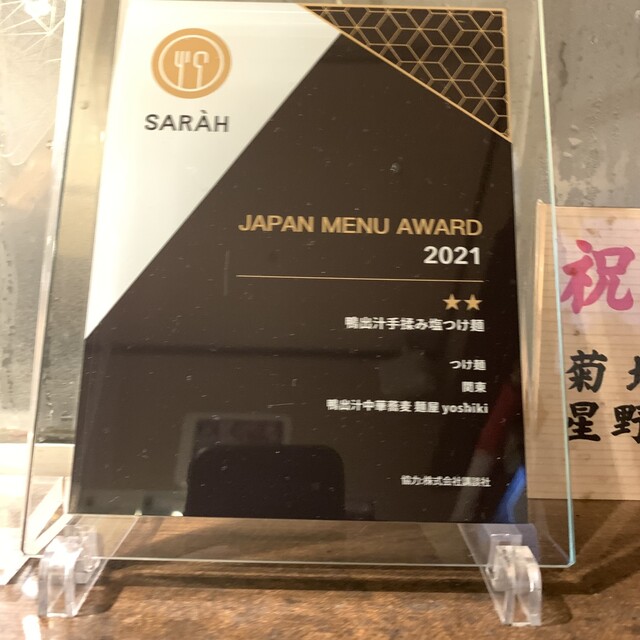 SARÀH
JAPAN MENU AWARD
2021
★★
鴨出汁手揉み塩つけ麺
つけ麺
関東
鴨出汁中華蕎麦 麺屋 yoshiki
協力:株式会社講談社
祝
菊地
星野